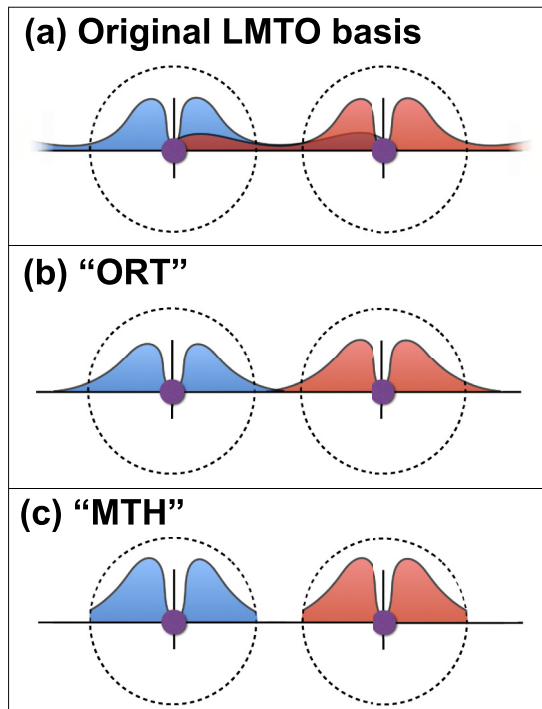 (a) Original LMTO basis
(b) “ORT”
(c) “MTH”